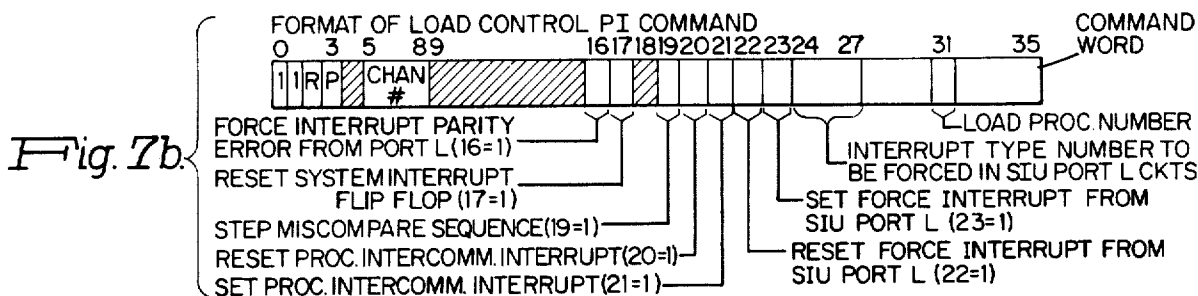 FORMAT OF LOAD CONTROL PI COMMAND
COMMAND
WORD
0 3 5 89 16 17 18 19 20 21 22 23 24 27 31 35
1 1 R P CHAN
#
FORCE INTERRUPT PARITY
ERROR FROM PORT L(16=1)
RESET SYSTEM INTERRUPT
FLIP FLOP (17=1)
STEP MISCOMPARE SEQUENCE(19=1)
RESET PROC. INTERCOMM. INTERRUPT(20=1)
SET PROC. INTERCOMM. INTERRUPT(21=1)
LOAD PROC. NUMBER
INTERRUPT TYPE NUMBER TO
BE FORCED IN SIU PORT L CKTS
SET FORCE INTERRUPT FROM
SIU PORT L (23=1)
RESET FORCE INTERRUPT FROM
SIU PORT L (22=1)
Fig. 7b.